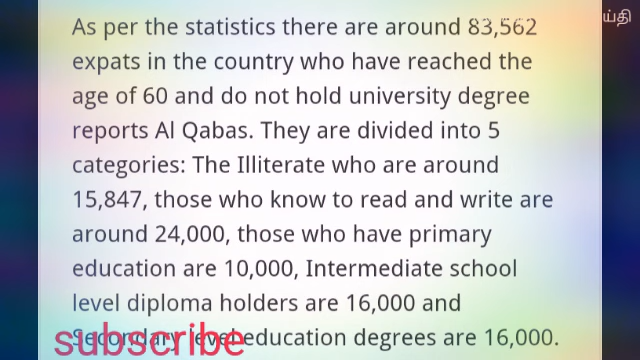 As per the statistics there are around 83,562
ய்தி
expats in the country who have reached the
age of 60 and do not hold university degree
reports Al Qabas. They are divided into 5
categories: The Illiterate who are around
15,847, those who know to read and write are
around 24,000, those who have primary
education are 10,000, Intermediate school
level diploma holders are 16,000 and
Secondary level education degrees are 16,000.
subscribe